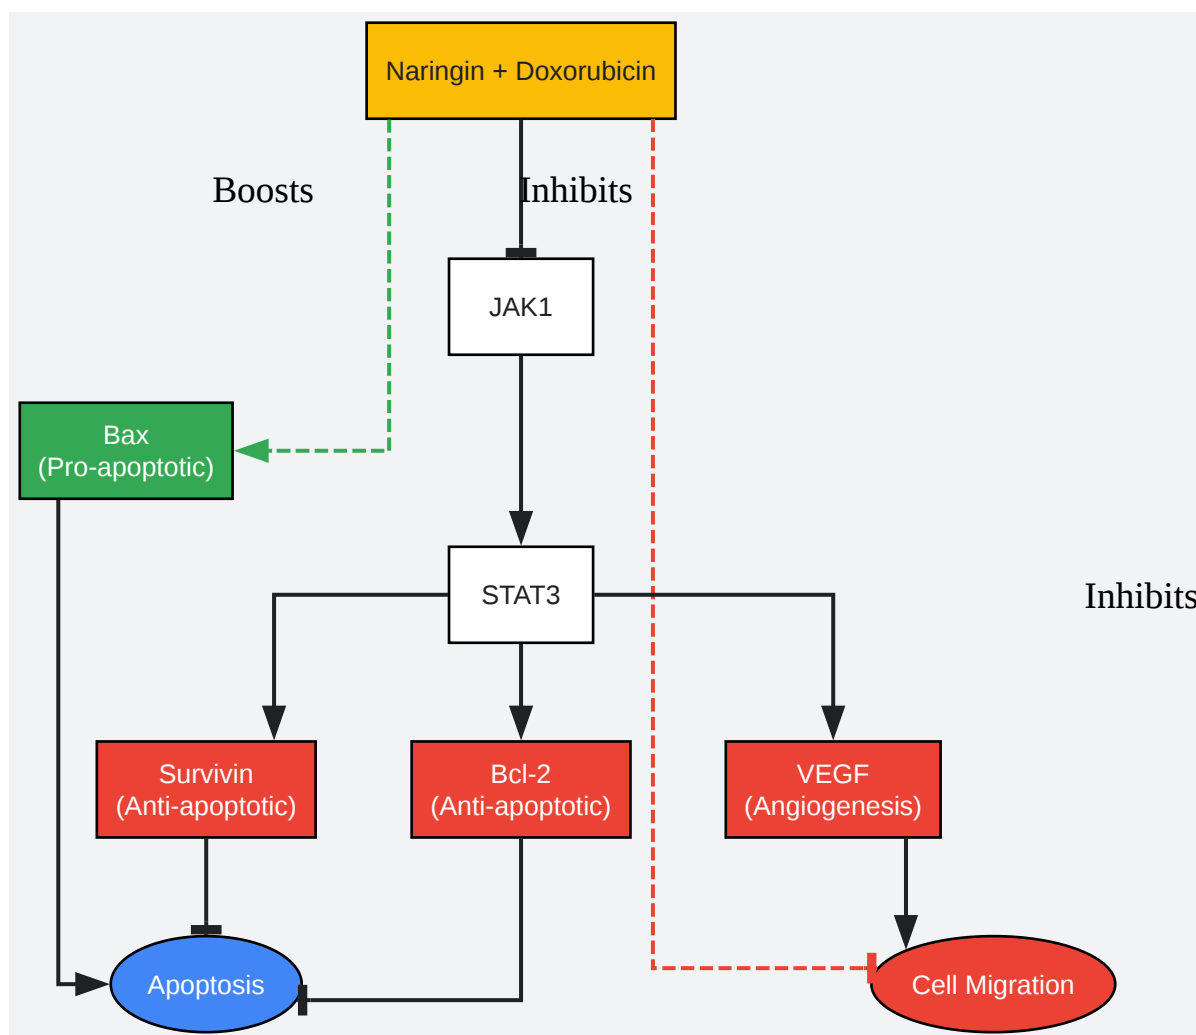 Naringin + Doxorubicin
Boosts
Inhibits
JAK1
Bax
(Pro-apoptotic)
STAT3
Inhibits
Survivin
(Anti-apoptotic)
Bcl-2
(Anti-apoptotic)
VEGF
(Angiogenesis)
Apoptosis
Cell Migration